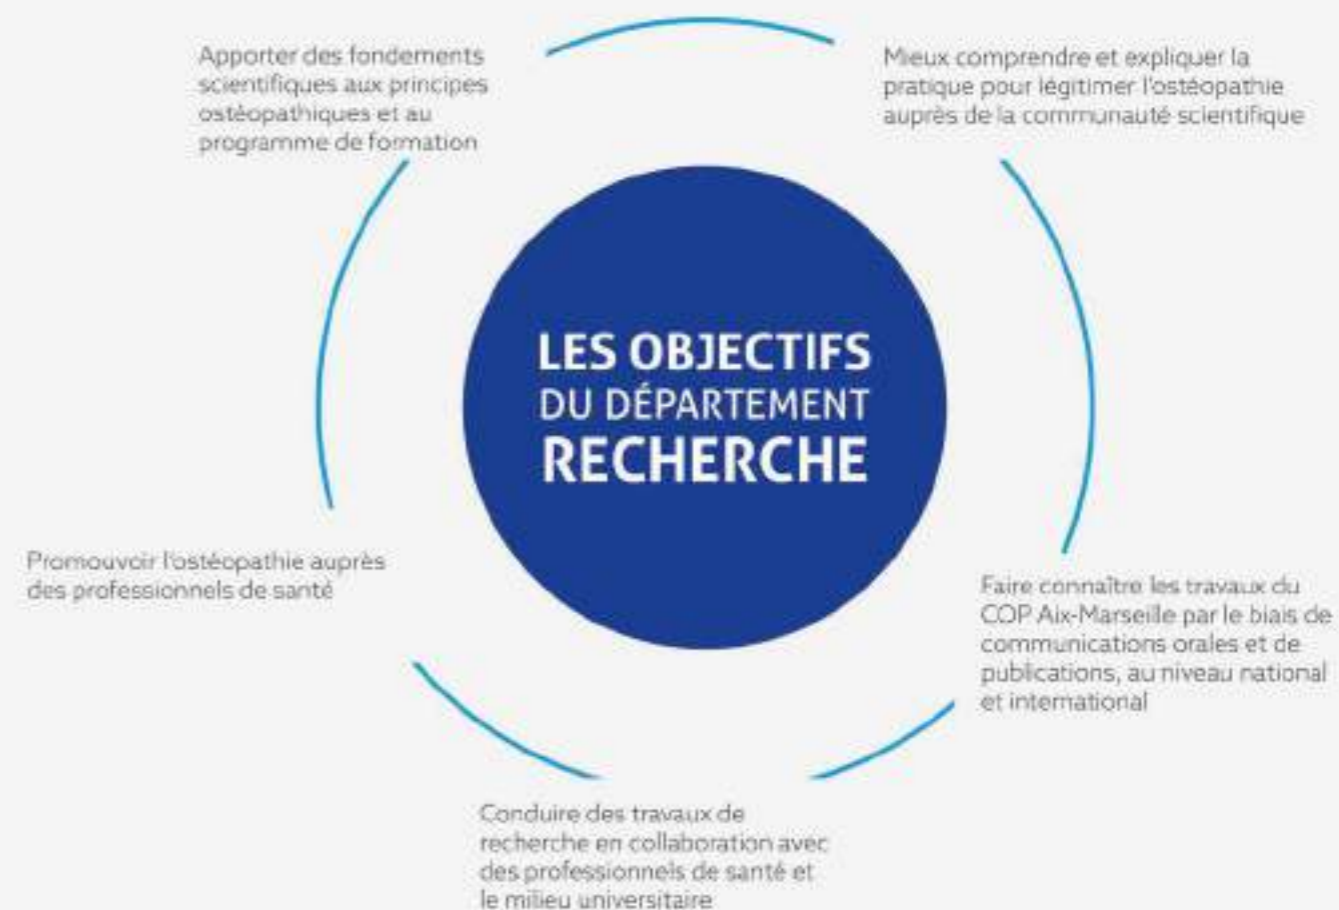 Apporter des fondements
scientifiques aux principes
ostéopathiques et au
programme de formation
Mieux comprendre et expliquer la
pratique pour légitimer l'ostéopathie
auprès de la communauté scientifique
LES OBJECTIFS
DU DÉPARTEMENT
RECHERCHE
Promouvoir l'ostéopathie auprès
des professionnels de santé
Faire connaître les travaux du
COP Aix-Marseille par le biais de
communications orales et de
publications, au niveau national
et international
Conduire des travaux de
recherche en collaboration avec
des professionnels de santé et
le milieu universitaire